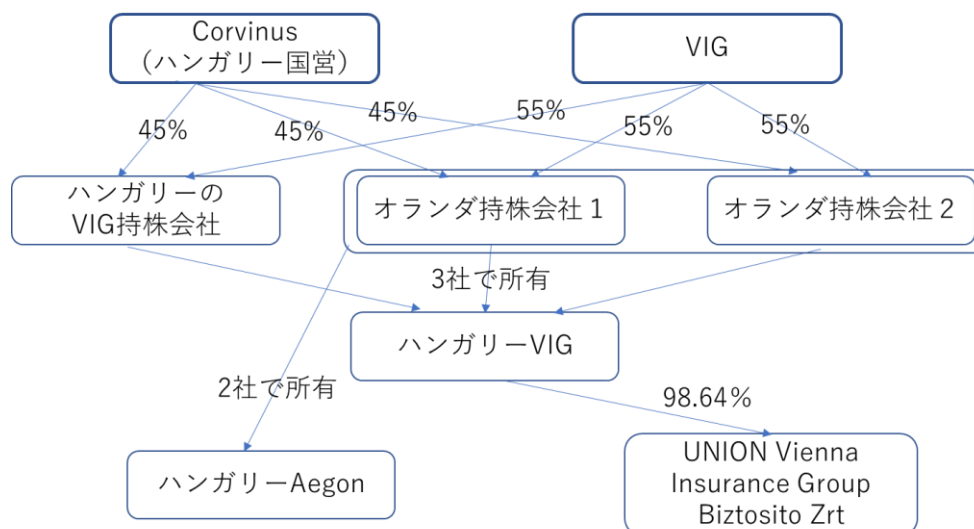 Corvinus
（ハンガリー国営）
VIG
45%
45%
45%
55%
55%
55%
ハンガリーの
VIG持株会社
オランダ持株会社１
オランダ持株会社２
3社で所有
ハンガリーVIG
2社で所有
98.64％
ハンガリーAegon
UNION Vienna
Insurance Group
Biztosito Zrt